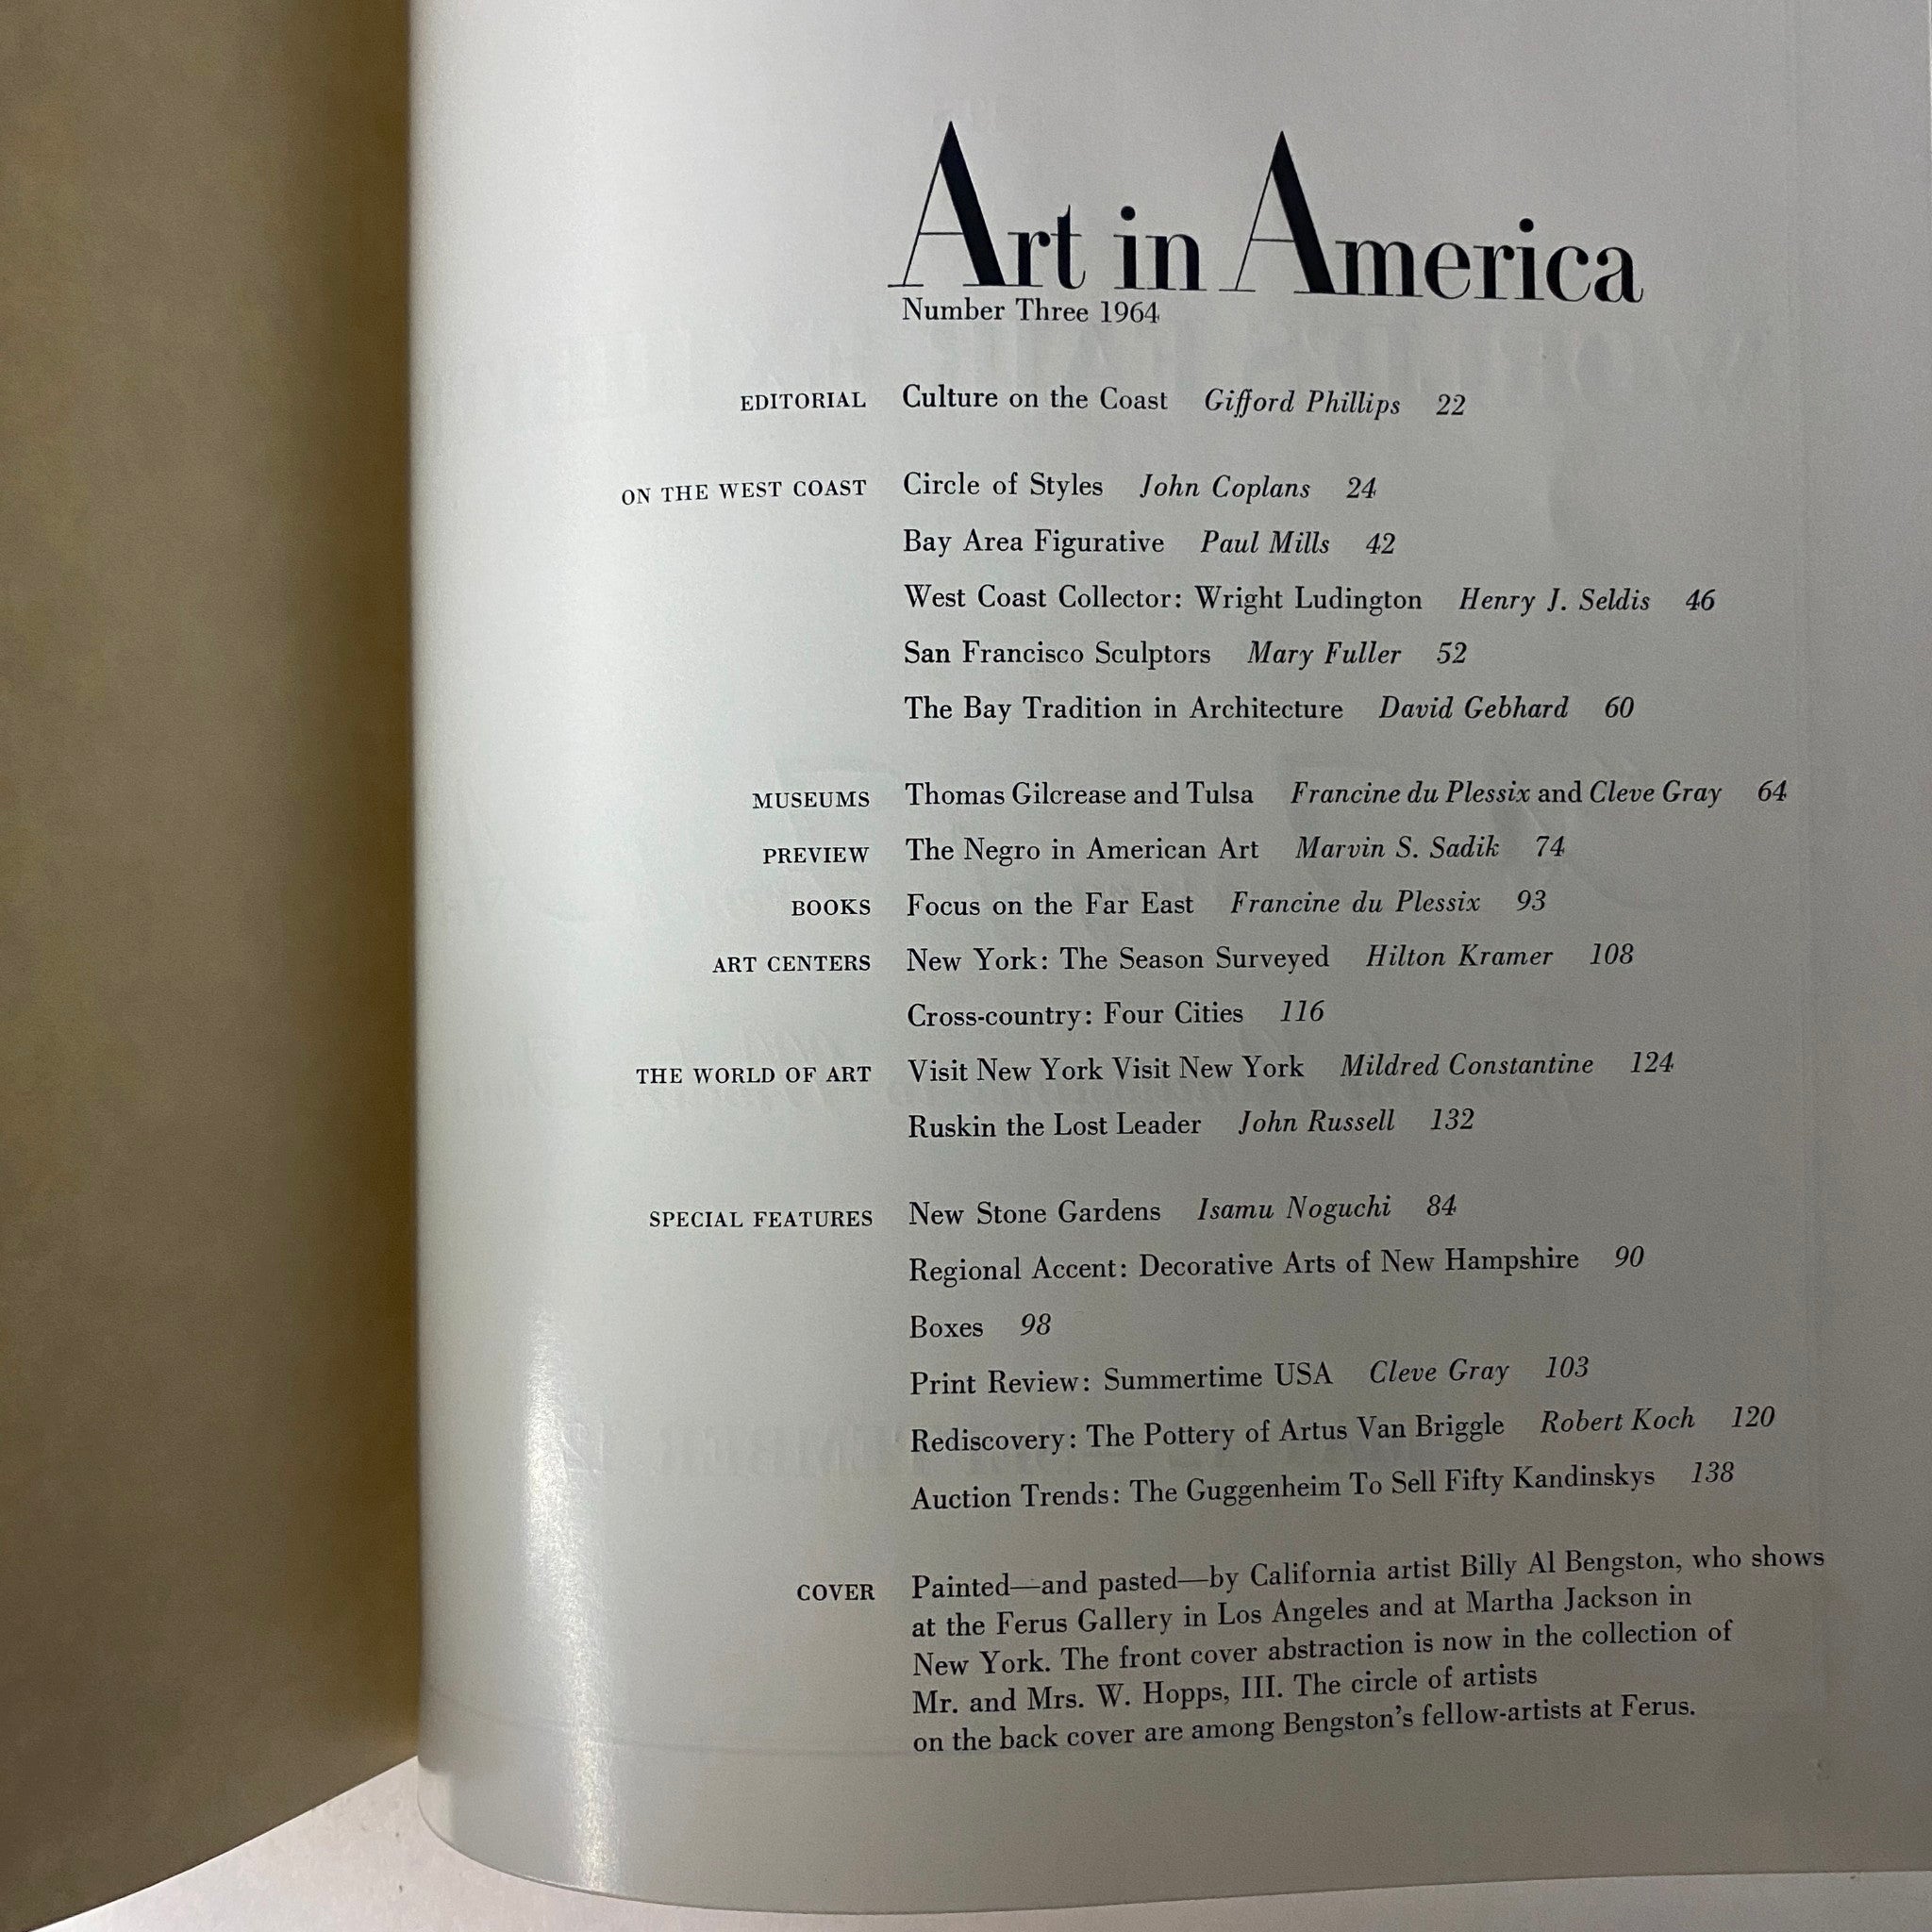 Art in America
Number Three 1964
EDITORIAL Culture on the Coast Gifford Phillips 22
ON THE WEST COAST Circle of Styles John Coplans 24
Bay Area Figurative Paul Mills 42
West Coast Collector: Wright Ludington Henry J. Seldis 46
San Francisco Sculptors Mary Fuller 52
The Bay Tradition in Architecture David Gebhard 60
MUSEUMS Thomas Gilcrease and Tulsa Francine du Plessix and Cleve Gray 64
PREVIEW The Negro in American Art Marvin S. Sadik 74
BOOKS Focus on the Far East Francine du Plessix 93
ART CENTERS New York: The Season Surveyed Hilton Kramer 108
Cross-country: Four Cities 116
THE WORLD OF ART Visit New York Visit New York Mildred Constantine 124
Ruskin the Lost Leader John Russell 132
SPECIAL FEATURES New Stone Gardens Isamu Noguchi 84
Regional Accent: Decorative Arts of New Hampshire 90
Boxes 98
Print Review: Summertime USA Cleve Gray 103
Rediscovery: The Pottery of Artus Van Briggle Robert Koch 120
Auction Trends: The Guggenheim To Sell Fifty Kandinskys 138
COVER Painted—and pasted—by California artist Billy Al Bengston, who shows
at the Ferus Gallery in Los Angeles and at Martha Jackson in
New York. The front cover abstraction is now in the collection of
Mr. and Mrs. W. Hopps, III. The circle of artists
on the back cover are among Bengston's fellow-artists at Ferus.